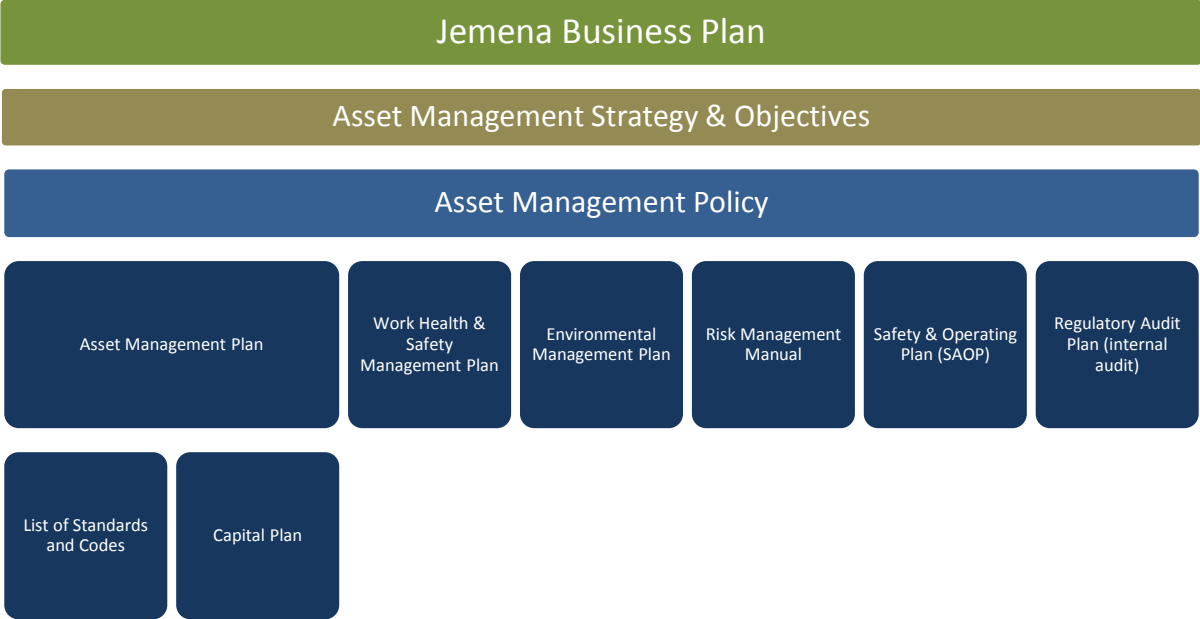 Jemena Business Plan
Asset Management Strategy & Objectives
Asset Management Policy
Asset Management Plan
Work Health &
Safety
Management Plan
Environmental
Management Plan
Risk Management
Manual
Safety & Operating
Plan (SAOP)
Regulatory Audit
Plan (internal
audit)
List of Standards
and Codes
Capital Plan